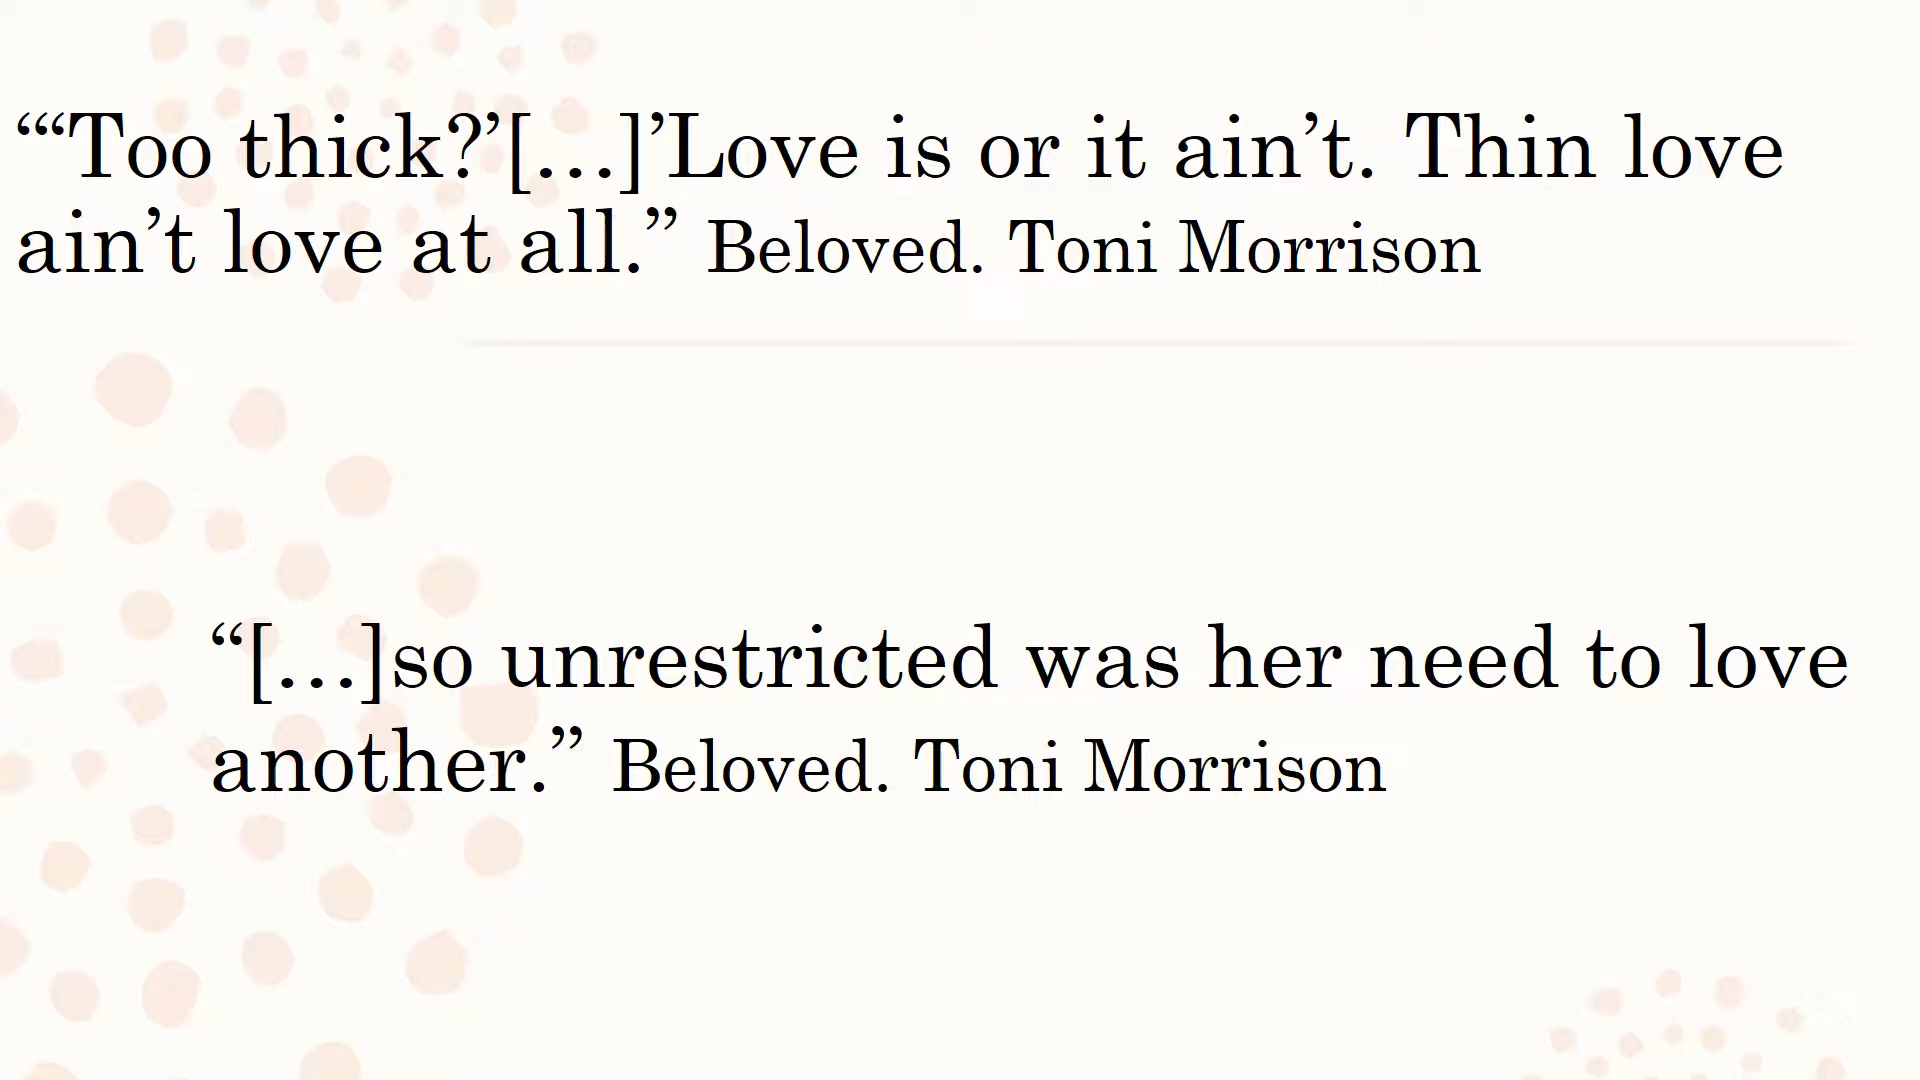 “‘Too thick?’[…]’Love is or it ain’t. Thin love
ain’t love at all.” Beloved. Toni Morrison
“[…]so unrestricted was her need to love
another.” Beloved. Toni Morrison